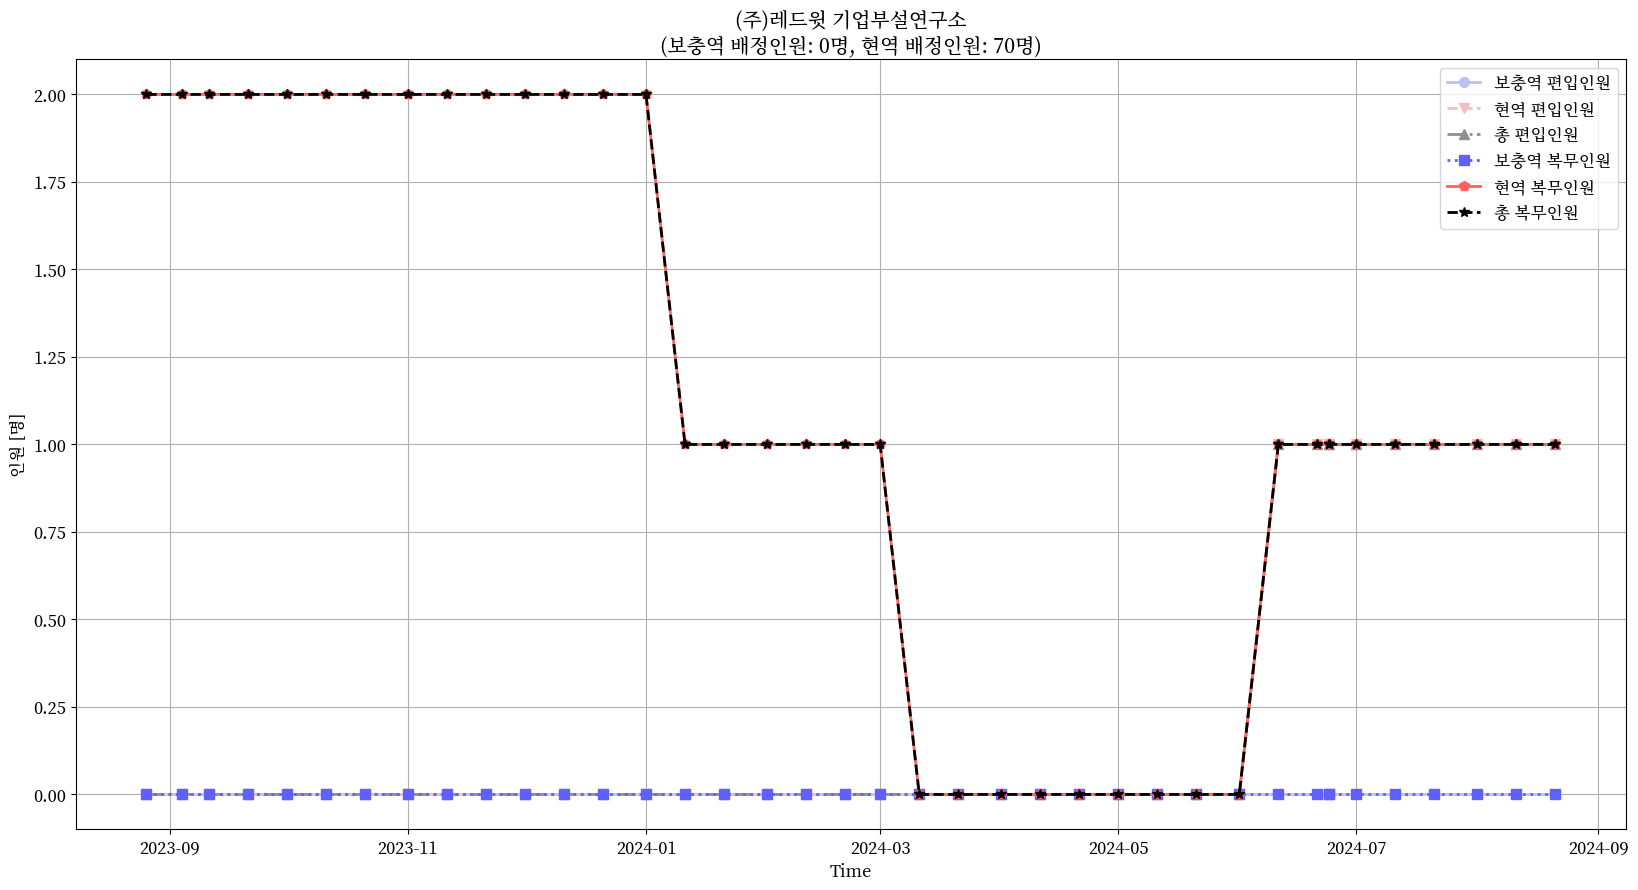 (주)레드윗 기업부설연구소
(보충역 배정인원: 0명, 현역 배정인원: 70명)
보충역 편입인원
현역 편입인원
총 편입인원
보충역 복무인원
현역 복무인원
총 복무인원
인원 [명]
2.00
1.75
1.50
1.25
1.00
0.75
0.50
0.25
0.00
2023-09
2023-11
2024-01
2024-03
2024-05
2024-07
2024-09
Time